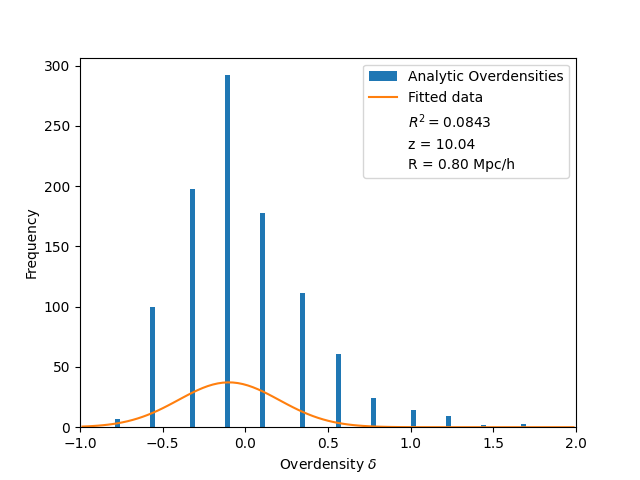 300
250
200
150
100
50
0
Frequency
Analytic Overdensities
Fitted data
R² = 0.0843
z = 10.04
R = 0.80 Mpc/h
−1.0 −0.5 0.0 0.5 1.0 1.5 2.0
Overdensity δ